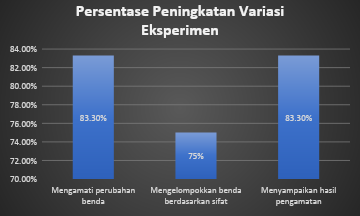 Persentase Peningkatan Variasi
Eksperimen
84.00%
82.00%
80.00%
78.00%
76.00%
74.00%
72.00%
70.00%
83.30%
75%
83.30%
Mengamati perubahan
benda
Mengelompokkan benda
berdasarkan sifat
Menyampaikan hasil
pengamatan